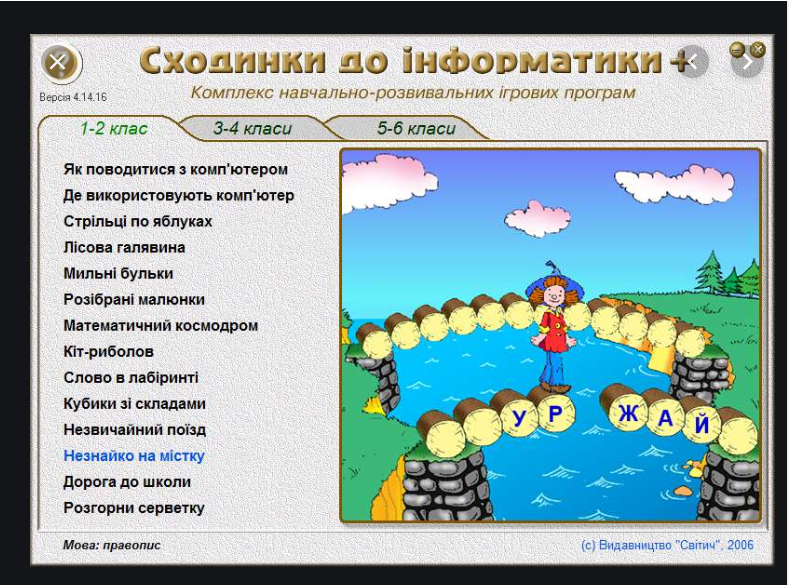 Сходинки до інформатики +
Версія 4.14.16
Комплекс навчально-розвивальних ігрових програм
1-2 клас
3-4 класи
5-6 класи
Як поводитися з комп'ютером
Де використовують комп'ютер
Стрільці по яблуках
Лісова галявина
Мильні бульки
Розібрані малюнки
Математичний космодром
Кіт-риболов
Слово в лабіринті
Кубики зі складами
Незвичайний поїзд
Незнайко на містку
Дорога до школи
Розгорни серветку
УР ЖАЙ
Мова: правопис
(с) Видавництво "Світич", 2006